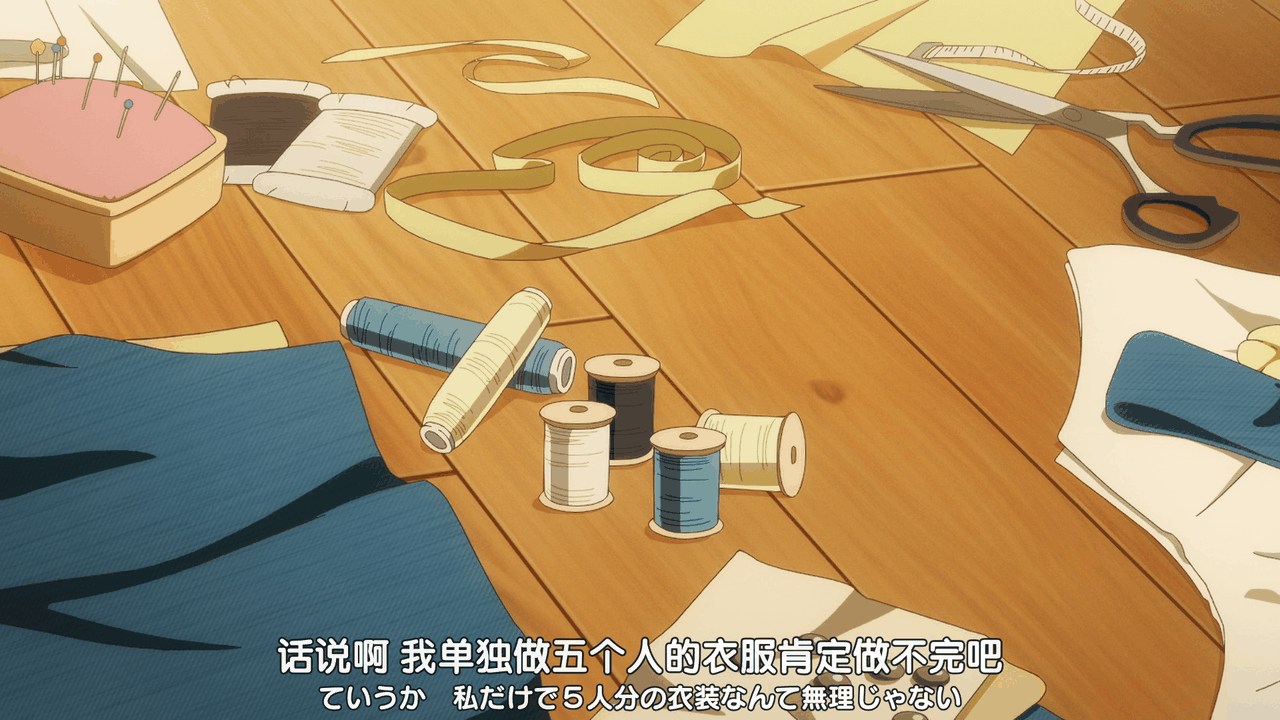 话说啊 我单独做五个人的衣服肯定做不完吧
ていうか 私だけで５人分の衣装なんて無理じゃない